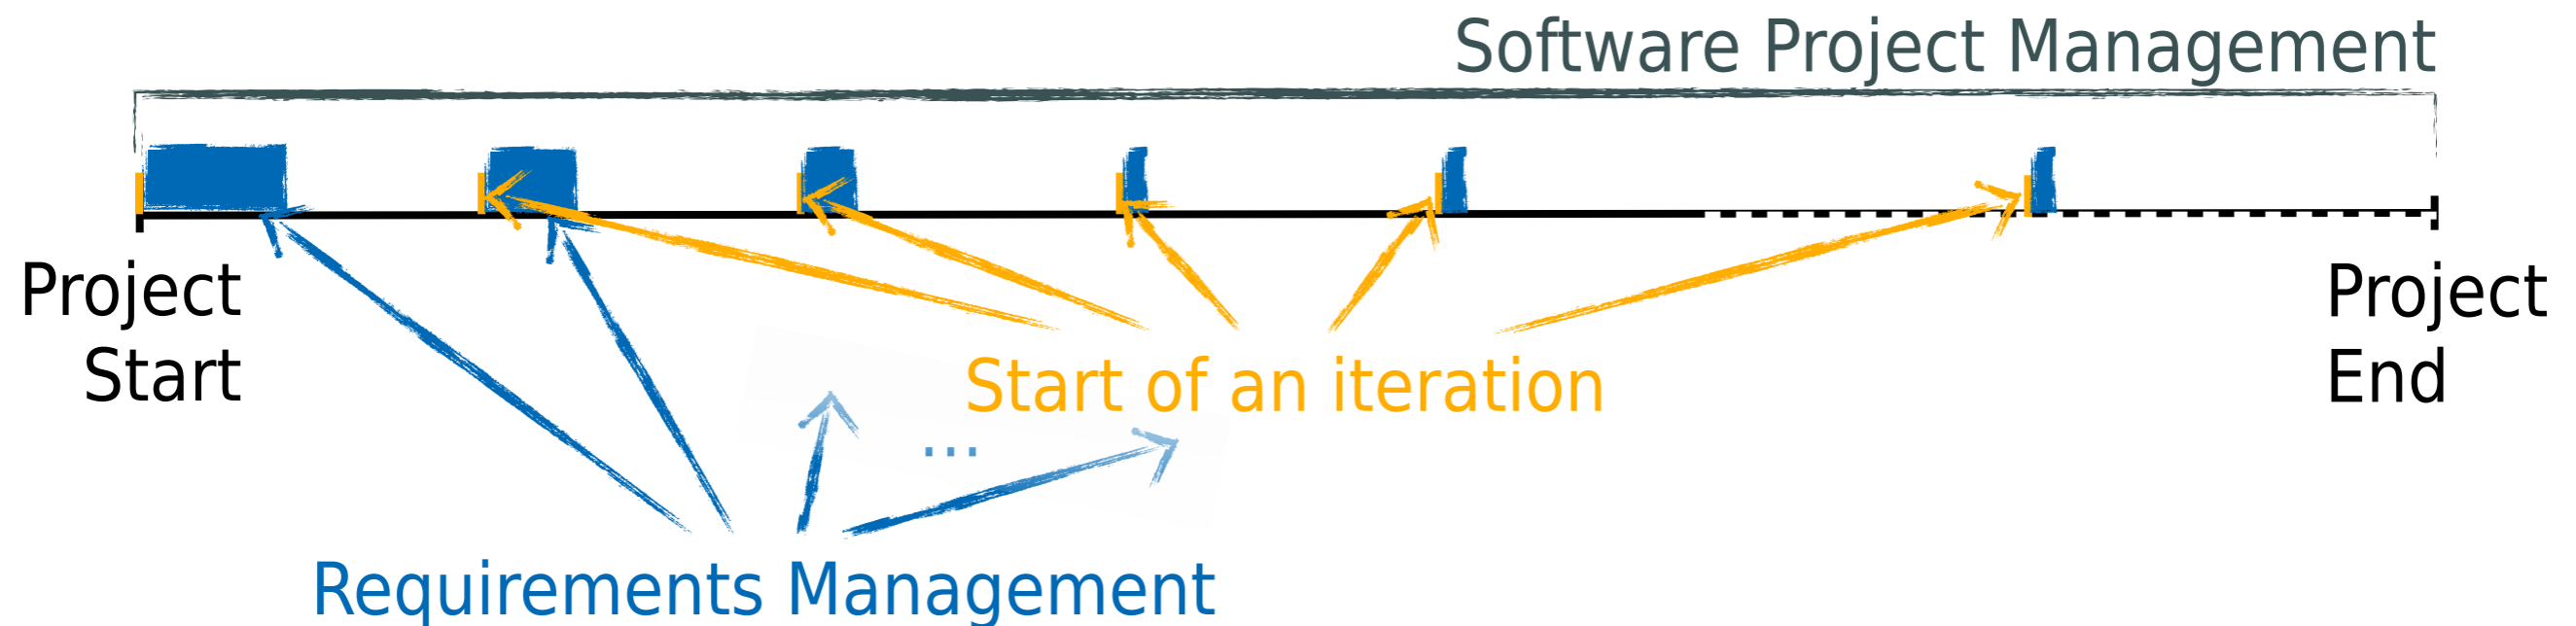 Software Project Management
Project
Start
Project
End
Start of an iteration
...
Requirements Management